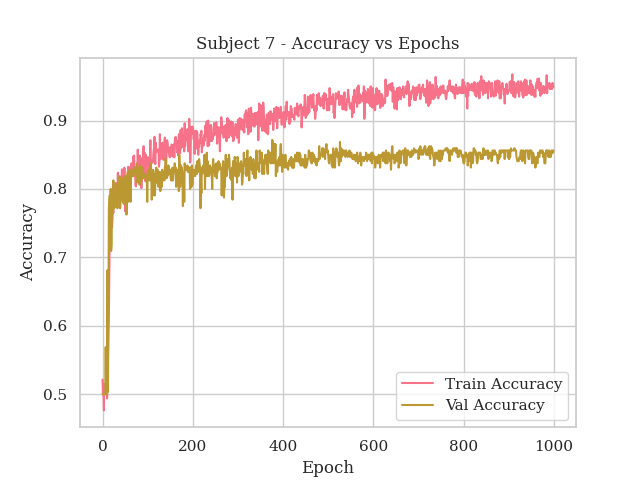 Subject 7 - Accuracy vs Epochs
Accuracy
0.9
0.8
0.7
0.6
0.5
Train Accuracy
Val Accuracy
0 200 400 600 800 1000
Epoch